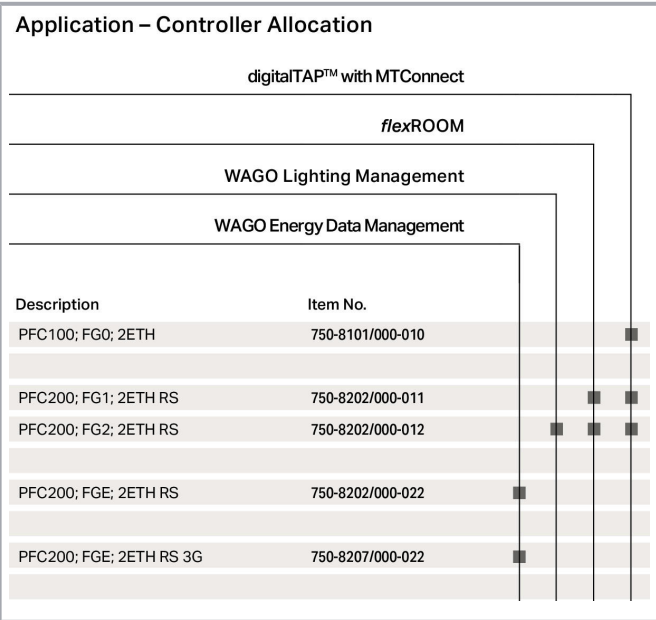 Application – Controller Allocation
digitalTAP™ with MTConnect
flexROOM
WAGO Lighting Management
WAGO Energy Data Management
Description Item No.
PFC100; FG0; 2ETH 750-8101/000-010
PFC200; FG1; 2ETH RS 750-8202/000-011
PFC200; FG2; 2ETH RS 750-8202/000-012
PFC200; FGE; 2ETH RS 750-8202/000-022
PFC200; FGE; 2ETH RS 3G 750-8207/000-022